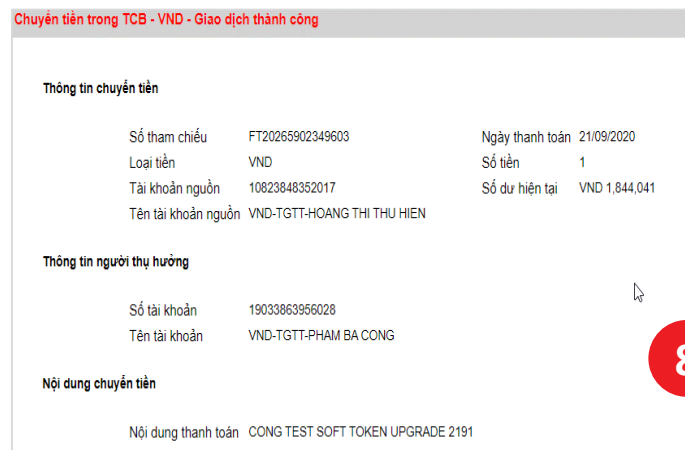 Chuyển tiền trong TCB - VND - Giao dịch thành công
Thông tin chuyển tiền
Số tham chiếu FT20265902349603 Ngày thanh toán 21/09/2020
Loại tiền VND Số tiền 1
Tài khoản nguồn 10823848352017 Số dư hiện tại VND 1,844,041
Tên tài khoản nguồn VND-TGTT-HOANG THI THU HIEN
Thông tin người thụ hưởng
Số tài khoản 19033863956028
Tên tài khoản VND-TGTT-PHAM BA CONG
8
Nội dung chuyển tiền
Nội dung thanh toán CONG TEST SOFT TOKEN UPGRADE 2191